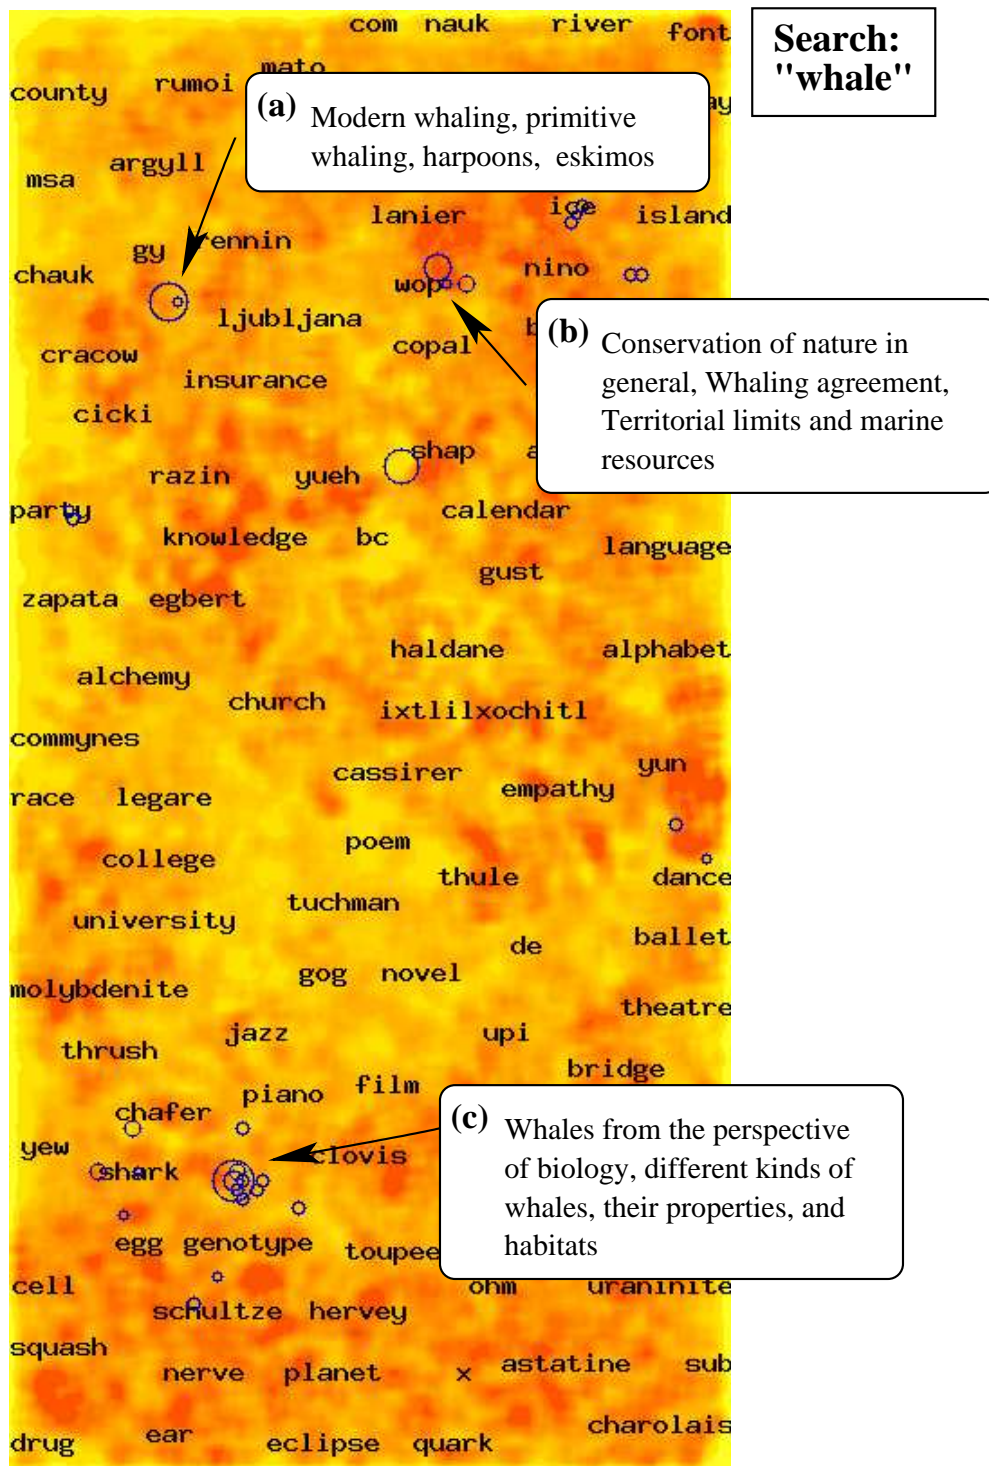 com nauk river font
Search:
"whale"
mato
county rumoi
(a) Modern whaling, primitive
whaling, harpoons, eskimos
argyll
msa
lanier ice island
gy rennin
chauk nino
wop
ljubljana
copal
cracow
insurance
(b) Conservation of nature in
general, Whaling agreement,
Territorial limits and marine
resources
cicki
shap
razin yueh
party calendar
knowledge bc
language
gust
zapata egbert
haldane alphabet
alchemy
church ixtlilxochitl
commynes
yun
cassirer
empathy
race legare
poem
college
thule dance
tuchman
university
de ballet
gog novel
molybdenite
theatre
jazz upi
thrush
bridge
piano film
chafer
(c) Whales from the perspective
of biology, different kinds of
whales, their properties, and
habitats
yew
clovis
shark
egg genotype toupee
cell ohm uraninite
schultze hervey
squash
nerve planet x astatine sub
charolais
drug ear eclipse quark